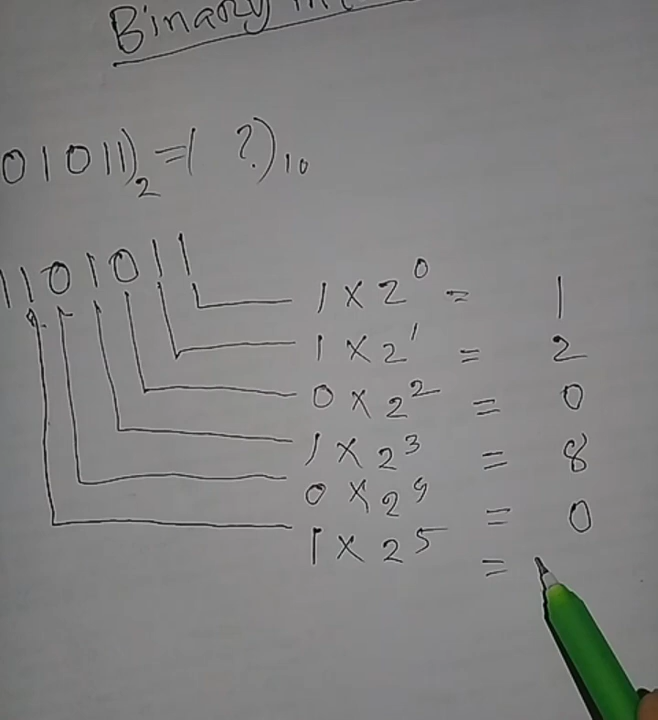 Binary
01011)₂ = ( ?)₁₀
1101011
1 × 2⁰ = 1
1 × 2¹ = 2
0 × 2² = 0
1 × 2³ = 8
0 × 2⁴ = 0
1 × 2⁵ =